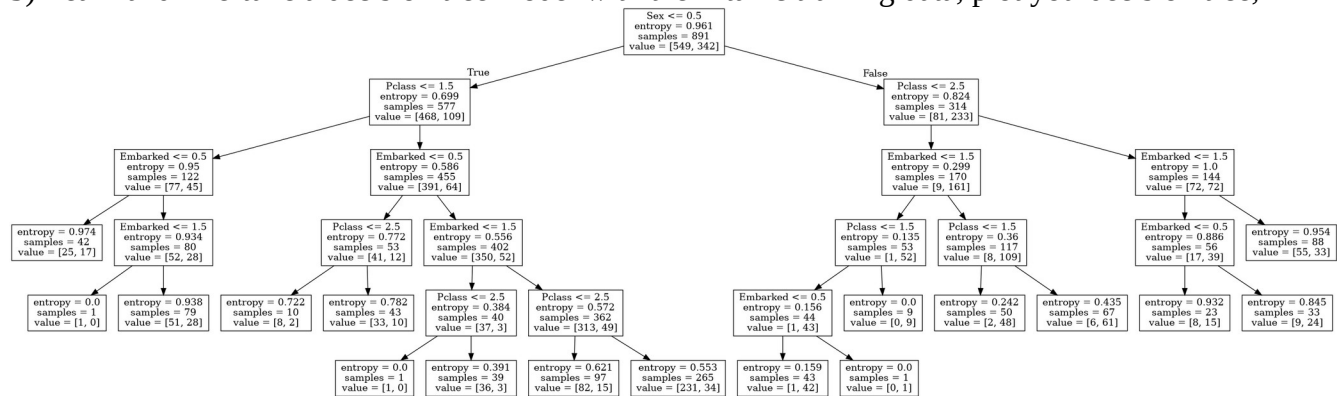 Sex <= 0.5
entropy = 0.961
samples = 891
value = [549, 342]
True
False
Pclass <= 1.5
entropy = 0.699
samples = 577
value = [468, 109]
Pclass <= 2.5
entropy = 0.824
samples = 314
value = [81, 233]
Embarked <= 0.5
entropy = 0.95
samples = 122
value = [77, 45]
Embarked <= 0.5
entropy = 0.586
samples = 455
value = [391, 64]
Embarked <= 1.5
entropy = 0.299
samples = 170
value = [9, 161]
Embarked <= 1.5
entropy = 1.0
samples = 144
value = [72, 72]
entropy = 0.974
samples = 42
value = [25, 17]
Embarked <= 1.5
entropy = 0.934
samples = 80
value = [52, 28]
Pclass <= 2.5
entropy = 0.772
samples = 53
value = [41, 12]
Embarked <= 1.5
entropy = 0.556
samples = 402
value = [350, 52]
Pclass <= 1.5
entropy = 0.135
samples = 53
value = [1, 52]
Pclass <= 1.5
entropy = 0.36
samples = 117
value = [8, 109]
Embarked <= 0.5
entropy = 0.886
samples = 56
value = [17, 39]
entropy = 0.954
samples = 88
value = [55, 33]
entropy = 0.0
samples = 1
value = [1, 0]
entropy = 0.938
samples = 79
value = [51, 28]
entropy = 0.722
samples = 10
value = [8, 2]
entropy = 0.782
samples = 43
value = [33, 10]
Pclass <= 2.5
entropy = 0.384
samples = 40
value = [37, 3]
Pclass <= 2.5
entropy = 0.572
samples = 362
value = [313, 49]
Embarked <= 0.5
entropy = 0.156
samples = 44
value = [1, 43]
entropy = 0.0
samples = 9
value = [0, 9]
entropy = 0.242
samples = 50
value = [2, 48]
entropy = 0.435
samples = 67
value = [6, 61]
entropy = 0.932
samples = 23
value = [8, 15]
entropy = 0.845
samples = 33
value = [9, 24]
entropy = 0.0
samples = 1
value = [1, 0]
entropy = 0.391
samples = 39
value = [36, 3]
entropy = 0.621
samples = 97
value = [82, 15]
entropy = 0.553
samples = 265
value = [231, 34]
entropy = 0.159
samples = 43
value = [1, 42]
entropy = 0.0
samples = 1
value = [0, 1]